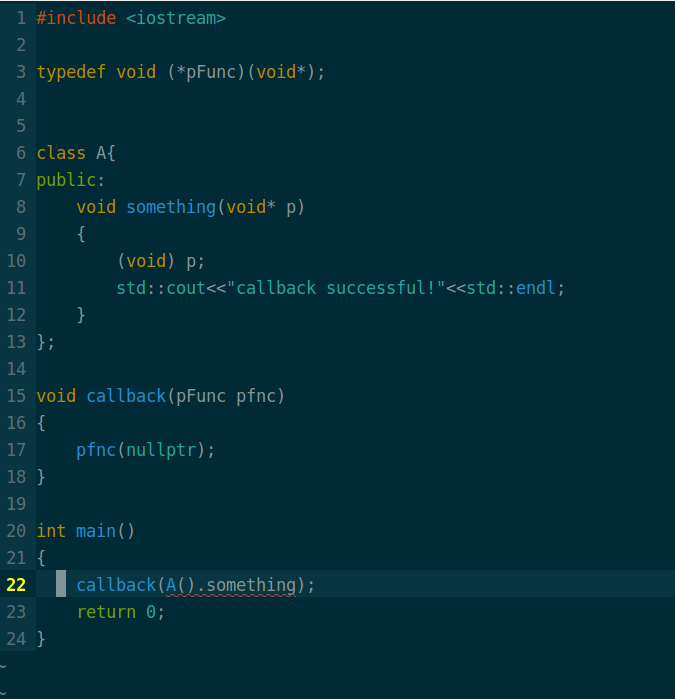 1 #include <iostream>
2
3 typedef void (*pFunc)(void*);
4
5
6 class A{
7 public:
8     void something(void* p)
9     {
10         (void) p;
11         std::cout<<"callback successful!"<<std::endl;
12     }
13 };
14
15 void callback(pFunc pfnc)
16 {
17     pfnc(nullptr);
18 }
19
20 int main()
21 {
22     callback(A().something);
23     return 0;
24 }
~
~